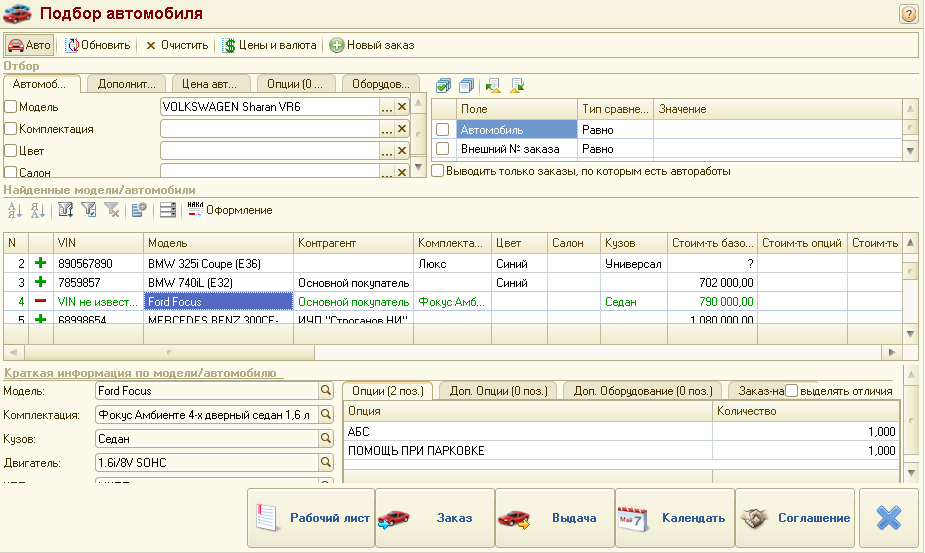 Подбор автомобиля
?
Авто Обновить Очистить Цены и валюта Новый заказ
Отбор
Автомоб... Дополнит... Цена авт... Опции (0 ... Оборудов...
Модель VOLKSWAGEN Sharan VR6 ...
Комплектация ...
Цвет ...
Салон ...
Поле Тип сравне... Значение
Автомобиль Равно
Внешний № заказа Равно
Выводить только заказы, по которым есть автоработы
Найденные модели/автомобили
Оформление
N VIN Модель Контрагент Комплекта... Цвет Салон Кузов Стоим-ть базо... Стоим-ть опций Стоим-ть
2 890567890 BMW 325i Coupe (E36) Люкс Синий Универсал ?
3 7859857 BMW 740iL (E32) Основной покупатель Синий 702 000,00
4 VIN не извест... Ford Focus Основной покупатель Фокус Амб... Седан 790 000,00
5 68998654 MERCEDES BENZ 300CE- ИЧП "Строганов НИ" 1 080 000,00
Краткая информация по модели/автомобилю
Модель: Ford Focus
Комплектация: Фокус Амбиенте 4-х дверный седан 1,6 л
Кузов: Седан
Двигатель: 1.6i/8V SOHC
Опции (2 поз.) Доп. Опции (0 поз.) Доп. Оборудование (0 поз.) Заказ-на выделять отличия
Опция Количество
АБС 1,000
ПОМОЩЬ ПРИ ПАРКОВКЕ 1,000
Рабочий лист Заказ Выдача Май 7 Календать Соглашение